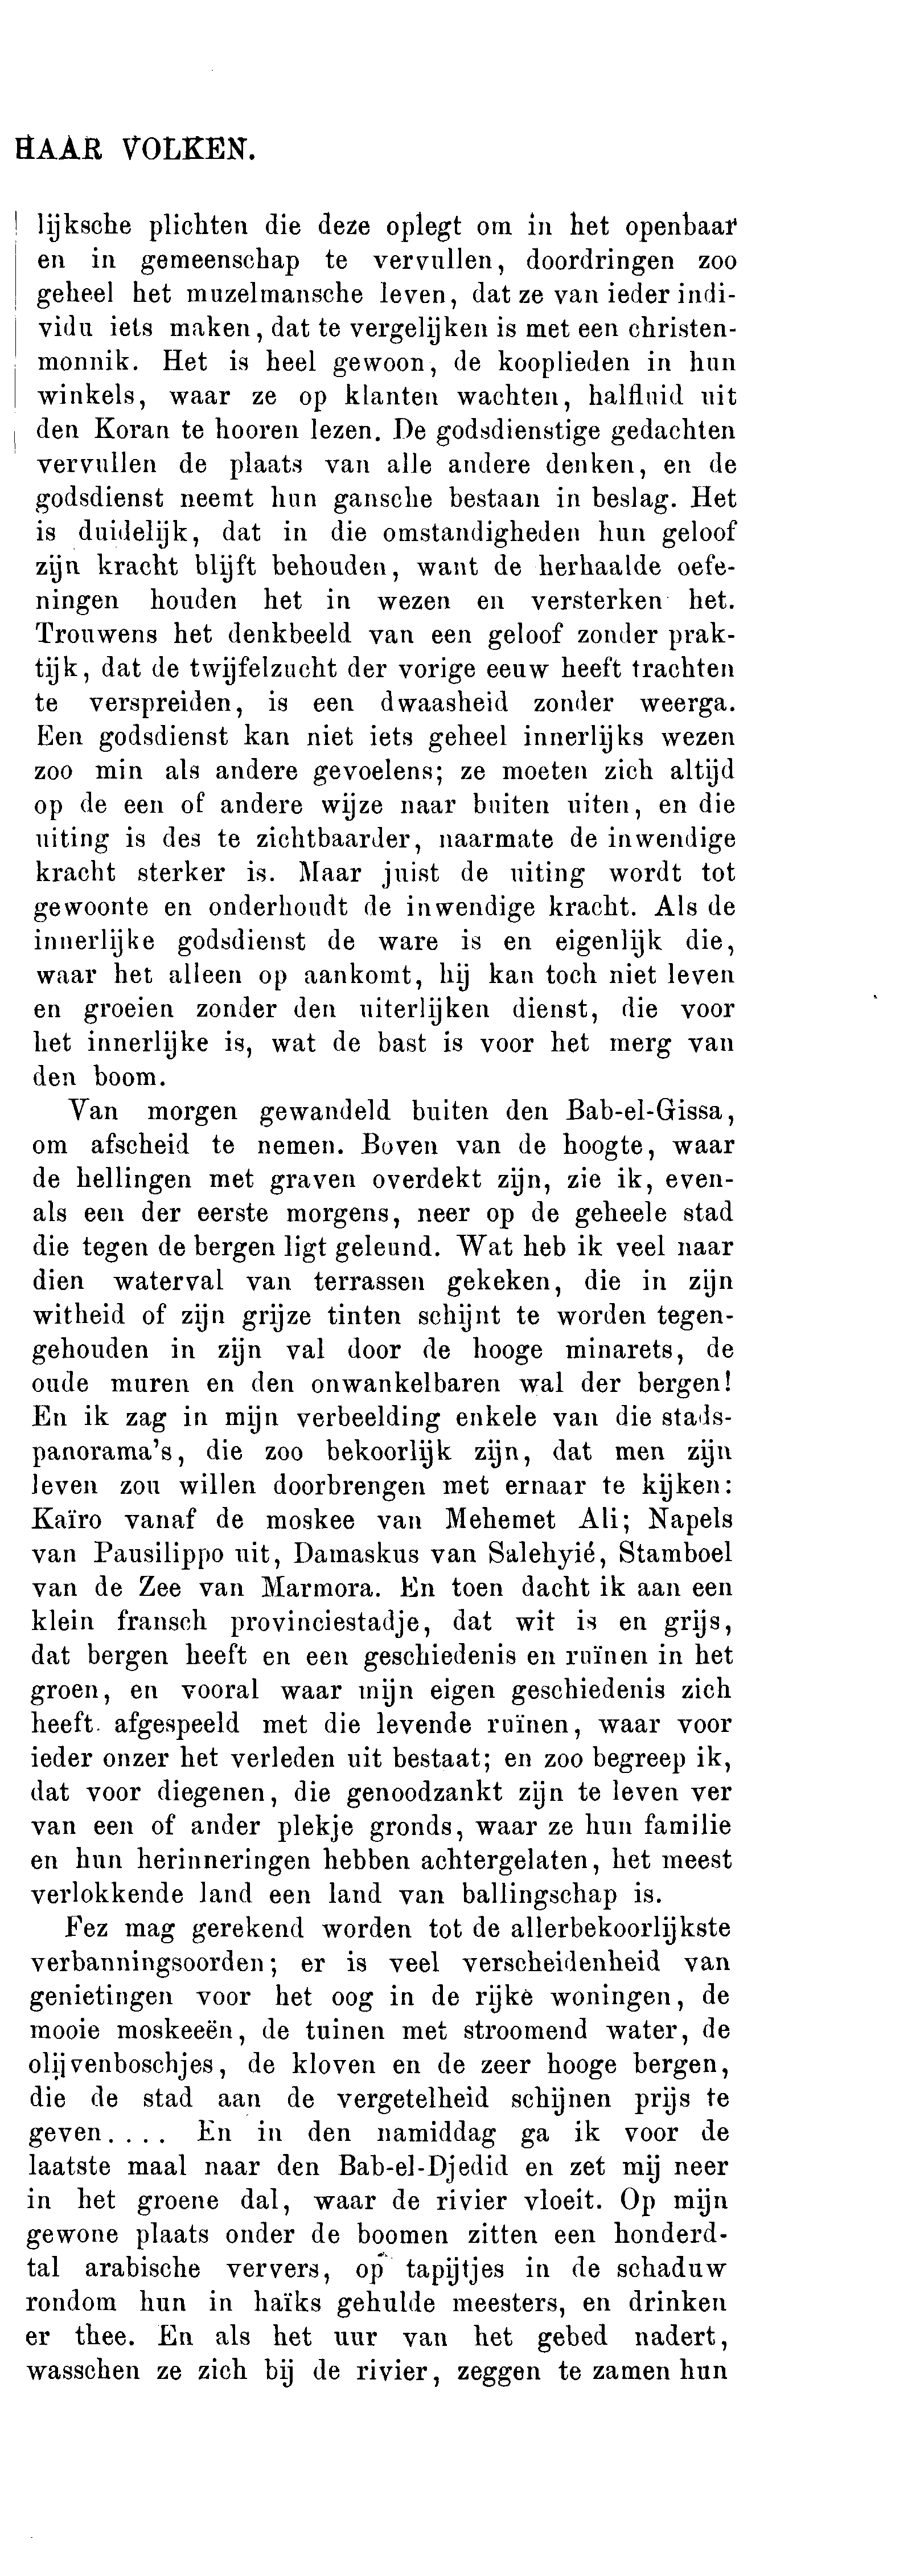 HAAR VOLKEN.
lijksche plichten die deze oplegt om in het openbaar
en in gemeenschap te vervullen, doordringen zoo
geheel het muzelmansche leven, dat ze van ieder indi-
vidu iets maken, dat te vergelijken is met een christen-
monnik. Het is heel gewoon, de kooplieden in hun
winkels, waar ze op klanten wachten, halfluid uit
den Koran te hooren lezen. De godsdienstige gedachten
vervullen de plaats van alle andere denken, en de
godsdienst neemt hun gansche bestaan in beslag. Het
is duidelijk, dat in die omstandigheden hun geloof
zijn kracht blijft behouden, want de herhaalde oefe-
ningen houden het in wezen en versterken het.
Trouwens het denkbeeld van een geloof zonder prak-
tijk, dat de twijfelzucht der vorige eeuw heeft trachten
te verspreiden, is een dwaasheid zonder weerga.
Een godsdienst kan niet iets geheel innerlijks wezen
zoo min als andere gevoelens; ze moeten zich altijd
op de een of andere wijze naar buiten uiten, en die
uiting is des te zichtbaarder, naarmate de inwendige
kracht sterker is. Maar juist de uiting wordt tot
gewoonte en onderhoudt de inwendige kracht. Als de
innerlijke godsdienst de ware is en eigenlijk die,
waar het alleen op aankomt, hij kan toch niet leven
en groeien zonder den uiterlijken dienst, die voor
het innerlijke is, wat de bast is voor het merg van
den boom.
Van morgen gewandeld buiten den Bab-el-Gissa,
om afscheid te nemen. Boven van de hoogte, waar
de hellingen met graven overdekt zijn, zie ik, even-
als een der eerste morgens, neer op de geheele stad
die tegen de bergen ligt geleund. Wat heb ik veel naar
dien waterval van terrassen gekeken, die in zijn
witheid of zijn grijze tinten schijnt te worden tegen-
gehouden in zijn val door de hooge minarets, de
oude muren en den onwankelbaren wal der bergen!
En ik zag in mijn verbeelding enkele van die stads-
panorama's, die zoo bekoorlijk zijn, dat men zijn
leven zou willen doorbrengen met ernaar te kijken:
Kaïro vanaf de moskee van Mehemet Ali; Napels
van Pausilippo uit, Damaskus van Salehyié, Stamboel
van de Zee van Marmora. En toen dacht ik aan een
klein fransch provinciestadje, dat wit is en grijs,
dat bergen heeft en een geschiedenis en ruïnen in het
groen, en vooral waar mijn eigen geschiedenis zich
heeft afgespeeld met die levende ruïnen, waar voor
ieder onzer het verleden uit bestaat; en zoo begreep ik,
dat voor diegenen, die genoodzankt zijn te leven ver
van een of ander plekje gronds, waar ze hun familie
en hun herinneringen hebben achtergelaten, het meest
verlokkende land een land van ballingschap is.
Fez mag gerekend worden tot de allerbekoorlijkste
verbanningsoorden; er is veel verscheidenheid van
genietingen voor het oog in de rijke woningen, de
mooie moskeeën, de tuinen met stroomend water, de
olijvenboschjes, de kloven en de zeer hooge bergen,
die de stad aan de vergetelheid schijnen prijs te
geven.... En in den namiddag ga ik voor de
laatste maal naar den Bab-el-Djedid en zet mij neer
in het groene dal, waar de rivier vloeit. Op mijn
gewone plaats onder de boomen zitten een honderd-
tal arabische ververs, op tapijtjes in de schaduw
rondom hun in haïks gehulde meesters, en drinken
er thee. En als het uur van het gebed nadert,
wasschen ze zich bij de rivier, zeggen te zamen hun